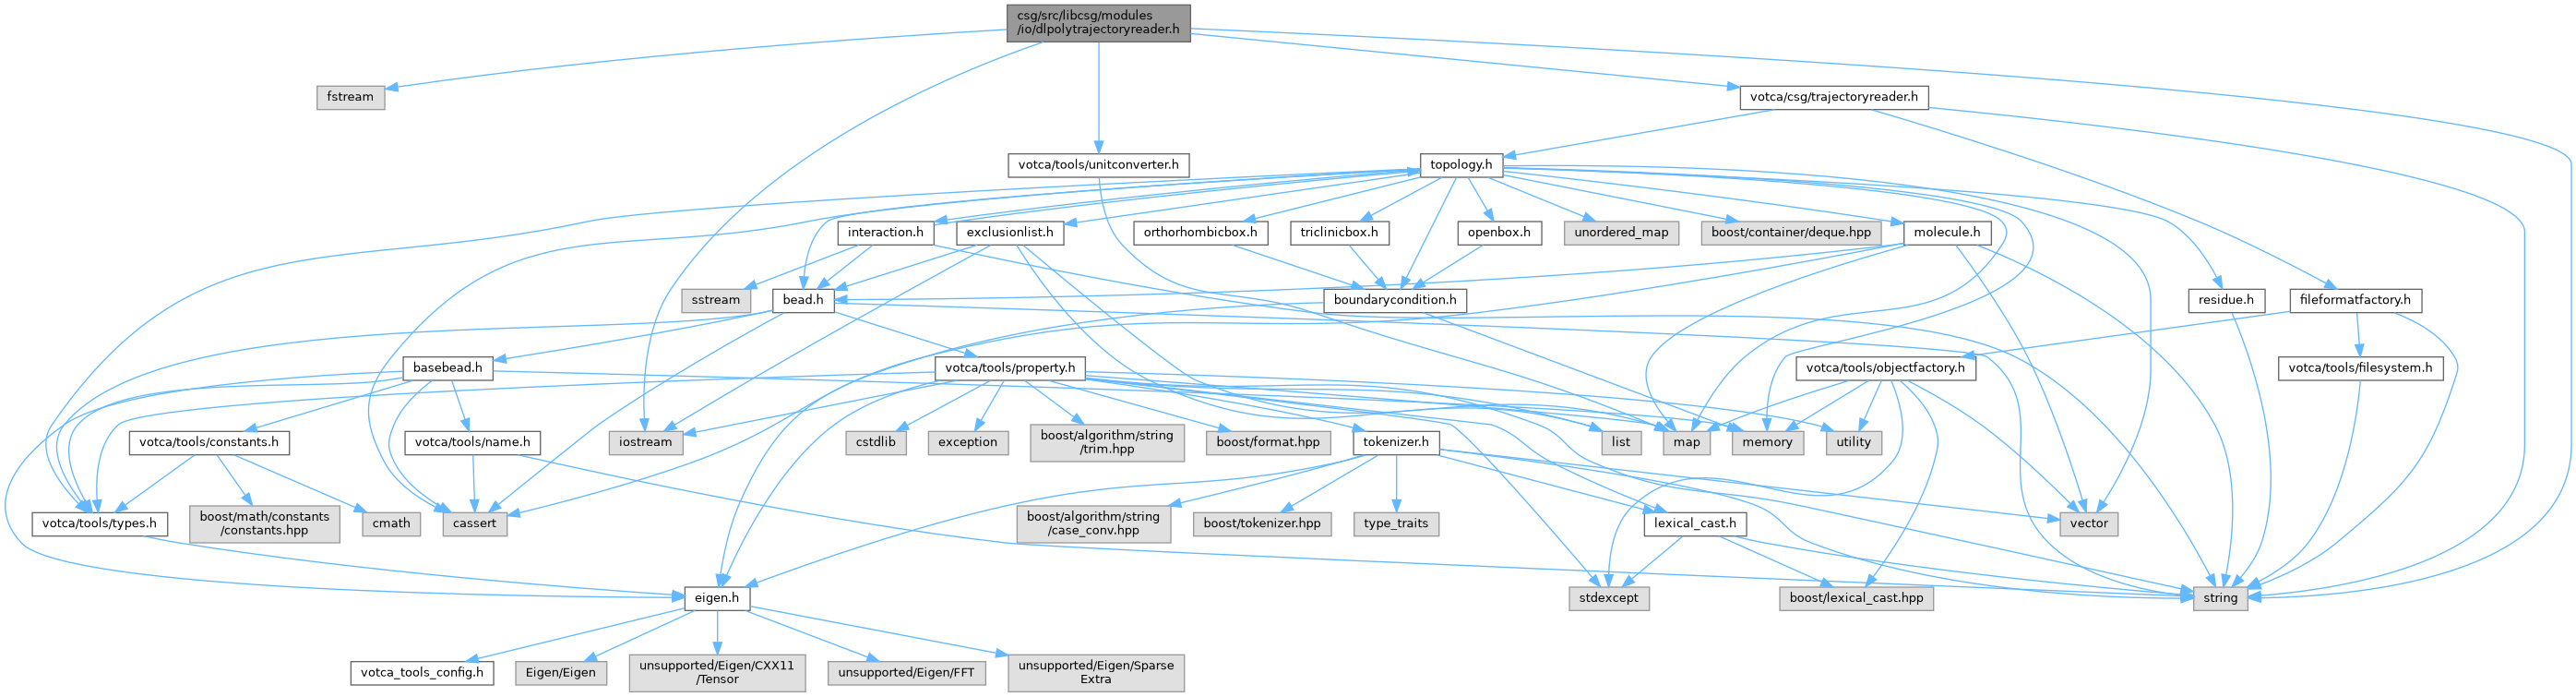 csg/src/libcsg/modules
/io/dlpolytrajectoryreader.h
fstream
votca/csg/trajectoryreader.h
votca/tools/unitconverter.h
topology.h
interaction.h
exclusionlist.h
orthorhombicbox.h
triclinicbox.h
openbox.h
unordered_map
boost/container/deque.hpp
molecule.h
sstream
bead.h
boundarycondition.h
residue.h
fileformatfactory.h
basebead.h
votca/tools/property.h
votca/tools/objectfactory.h
votca/tools/filesystem.h
votca/tools/constants.h
votca/tools/name.h
iostream
cstdlib
exception
boost/algorithm/string
/trim.hpp
boost/format.hpp
tokenizer.h
list
map
memory
utility
votca/tools/types.h
boost/math/constants
/constants.hpp
cmath
cassert
boost/algorithm/string
/case_conv.hpp
boost/tokenizer.hpp
type_traits
lexical_cast.h
vector
eigen.h
stdexcept
boost/lexical_cast.hpp
string
votca_tools_config.h
Eigen/Eigen
unsupported/Eigen/CXX11
/Tensor
unsupported/Eigen/FFT
unsupported/Eigen/Sparse
Extra